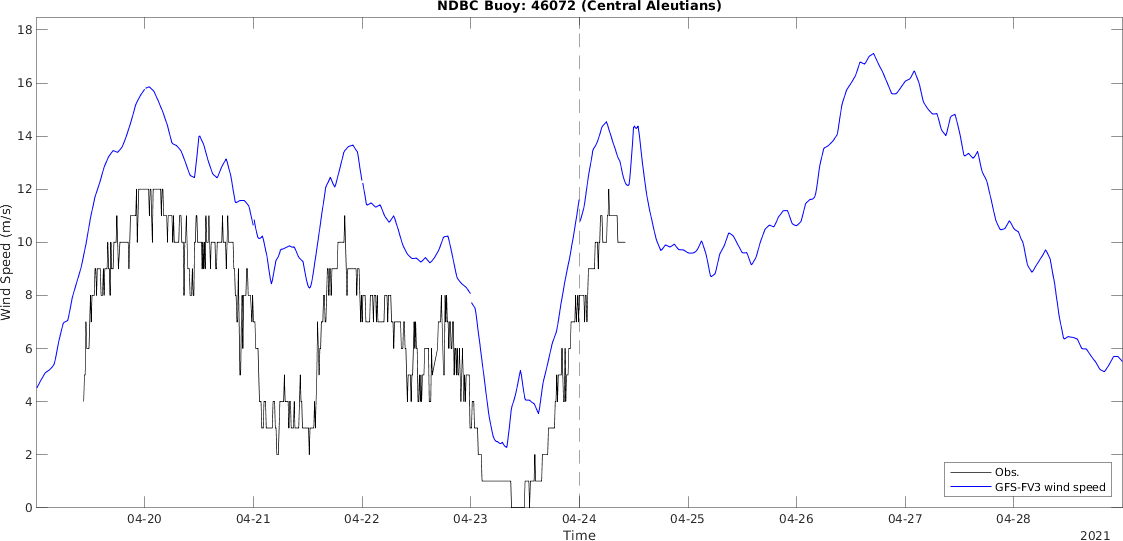 NDBC Buoy: 46072 (Central Aleutians)
18
16
14
12
10
8
6
4
2
0
Wind Speed (m/s)
Obs.
GFS-FV3 wind speed
04-20 04-21 04-22 04-23 04-24 04-25 04-26 04-27 04-28
Time
2021